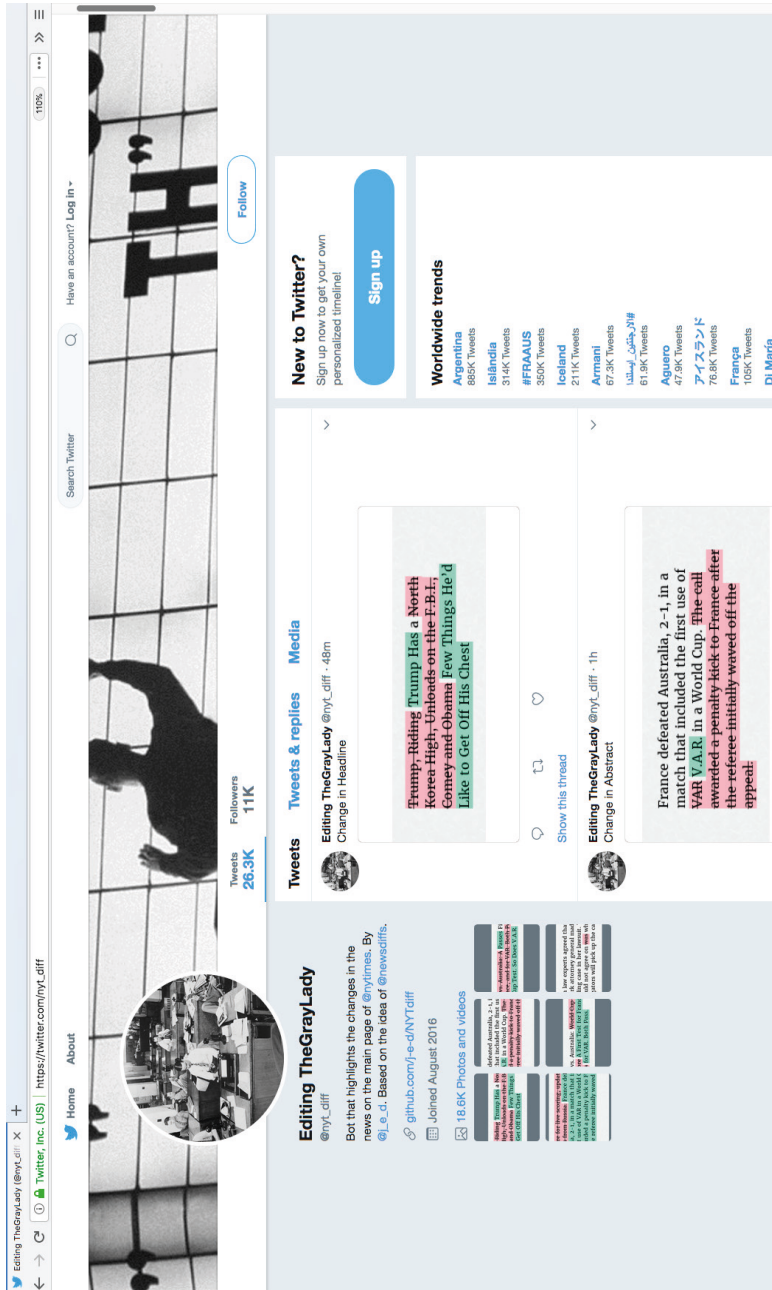 Editing TheGrayLady (@nyt_dif
Twitter, Inc. (US)
https://twitter.com/nyt_diff
110%
Home
About
Search Twitter
Have an account? Log in
TH"
Tweets
26.3K
Followers
11K
Follow
Editing TheGrayLady
@nyt_diff
Bot that highlights the changes in the
news on the main page of @nytimes. By
@j_e_d. Based on the idea of @newsdiffs.
github.com/j-e-d/NYTdiff
Joined August 2016
18.6K Photos and videos
Tweets
Tweets & replies
Media
Editing TheGrayLady @nyt_diff · 48m
Change in Headline
Trump, Riding Trump Has a North
Korea High, Unloads on the F.B.I.,
Comey and Obama Few Things He'd
Like to Get Off His Chest
Show this thread
Editing TheGrayLady @nyt_diff · 1h
Change in Abstract
France defeated Australia, 2-1, in a
match that included the first use of
VAR V.A.R. in a World Cup. The call
awarded a penalty kick to France after
the referee initially waved off the
appeal.
New to Twitter?
Sign up now to get your own
personalized timeline!
Sign up
Worldwide trends
Argentina
885K Tweets
Islândia
314K Tweets
#FRAAUS
350K Tweets
Iceland
211K Tweets
Armani
67.3K Tweets
#الارجنتين_ايسلندا
61.9K Tweets
Aguero
47.9K Tweets
アイスランド
76.8K Tweets
França
105K Tweets
Di María